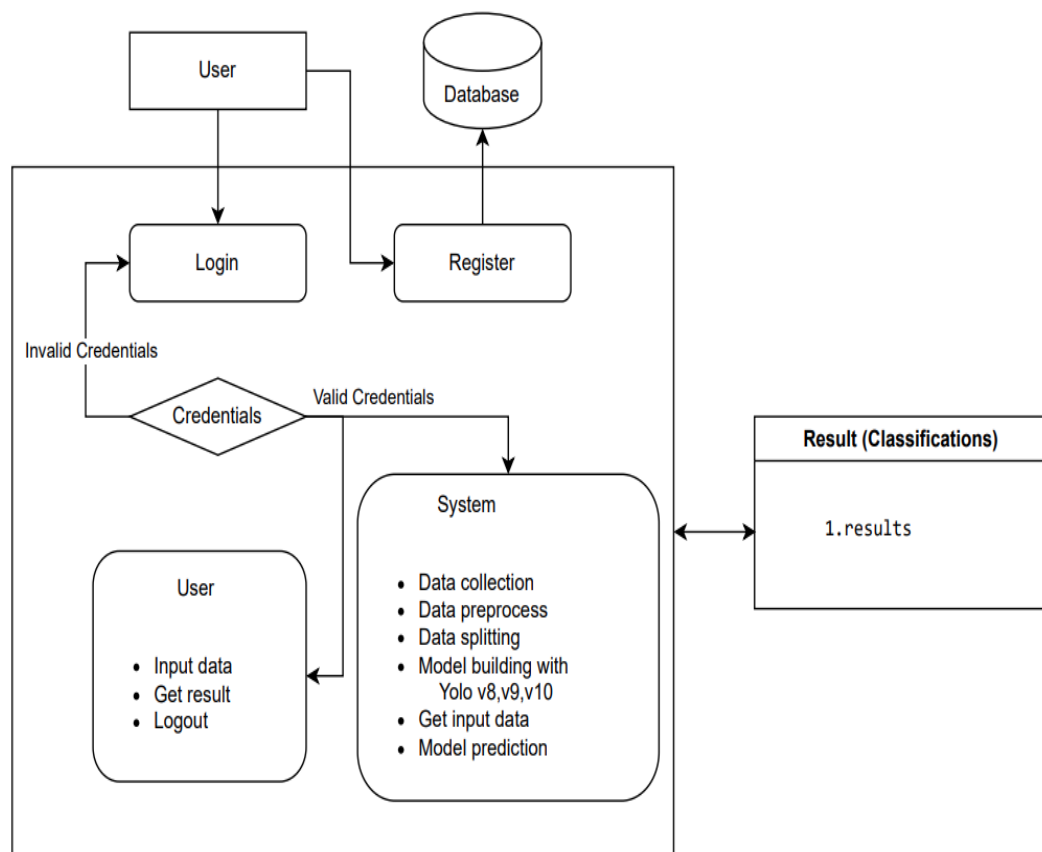 User
Database
Login
Register
Invalid Credentials
Credentials
Valid Credentials
System
• Data collection
• Data preprocess
• Data splitting
• Model building with
Yolo v8,v9,v10
• Get input data
• Model prediction
User
• Input data
• Get result
• Logout
Result (Classifications)
1.results